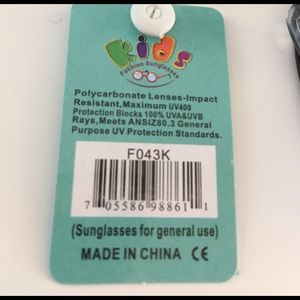 Kids
Fashion Sunglasses
Polycarbonate Lenses-Impact
Resistant,Maximum UV400
Protection Blocks 100% UVA&UVB
Rays,Meets ANSIZ80.3 General
Purpose UV Protection Standards.
F043K
7 05586 98861 1
(Sunglasses for general use)
MADE IN CHINA CE